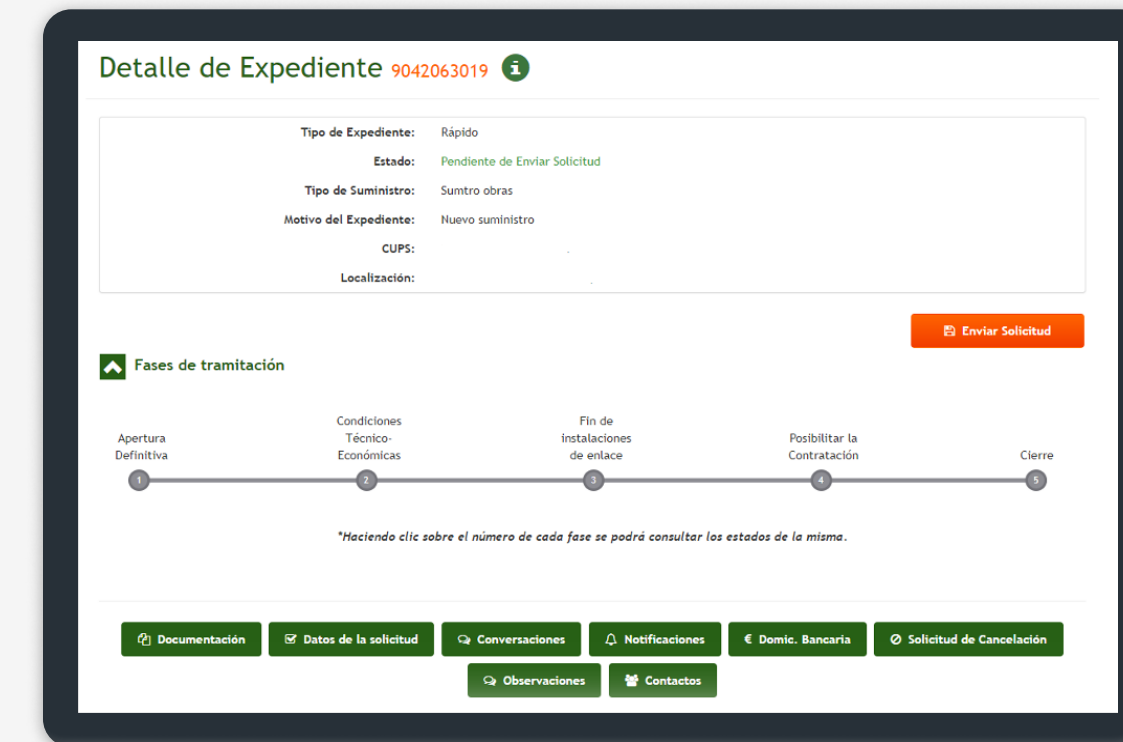 Detalle de Expediente 9042063019
Tipo de Expediente: Rápido
Estado: Pendiente de Enviar Solicitud
Tipo de Suministro: Sumtro obras
Motivo del Expediente: Nuevo suministro
CUPS:
Localización:
Enviar Solicitud
Fases de tramitación
Apertura
Definitiva
1
Condiciones
Técnico-
Económicas
2
Fin de
instalaciones
de enlace
3
Posibilitar la
Contratación
4
Cierre
5
*Haciendo clic sobre el número de cada fase se podrá consultar los estados de la misma.
Documentación
Datos de la solicitud
Conversaciones
Notificaciones
€ Domic. Bancaria
Solicitud de Cancelación
Observaciones
Contactos